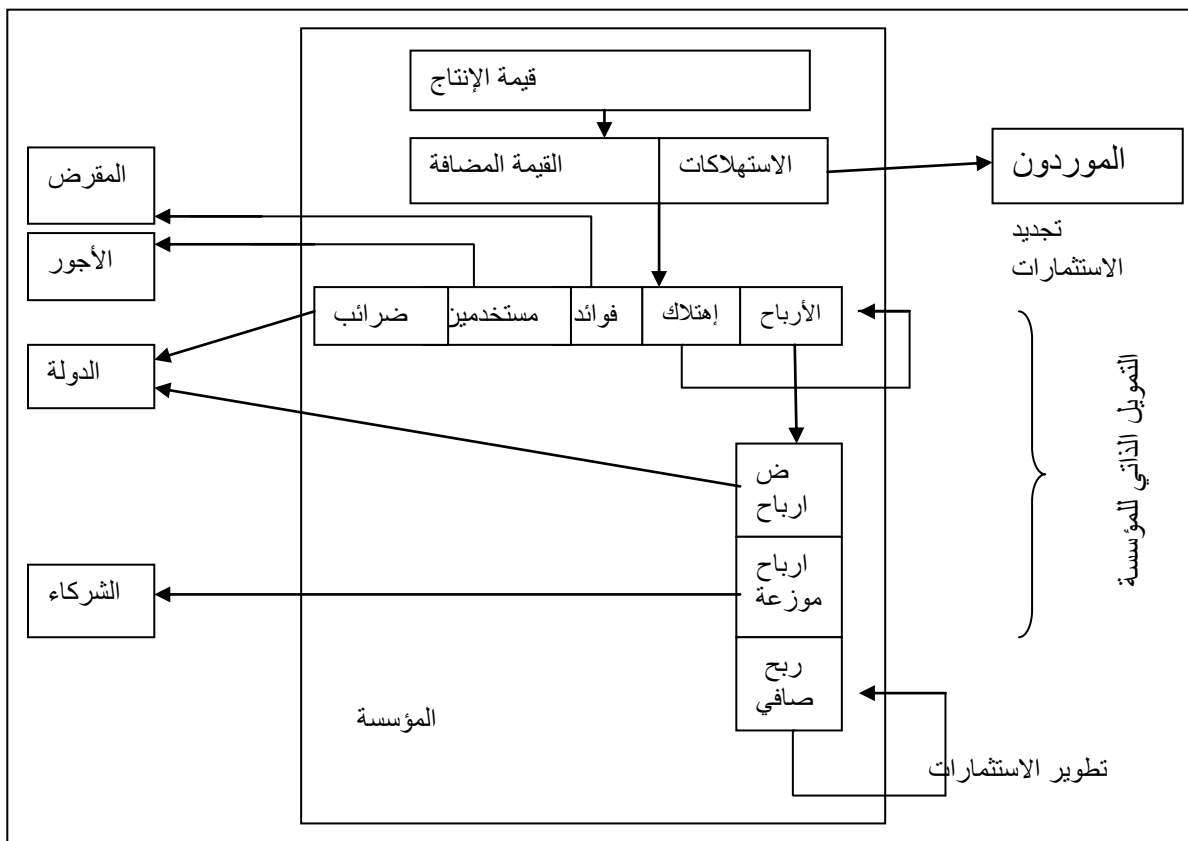 قيمة الإنتاج
الاستهلاكات
القيمة المضافة
الموردون
تجديد
الاستثمارات
المقرض
الأجور
الدولة
الشركاء
الأرباح
إهتلاك
فوائد
مستخدمين
ضرائب
ض
ارباح
ارباح
موزعة
ربح
صافي
التمويل الذاتي للمؤسسة
المؤسسة
تطوير الاستثمارات